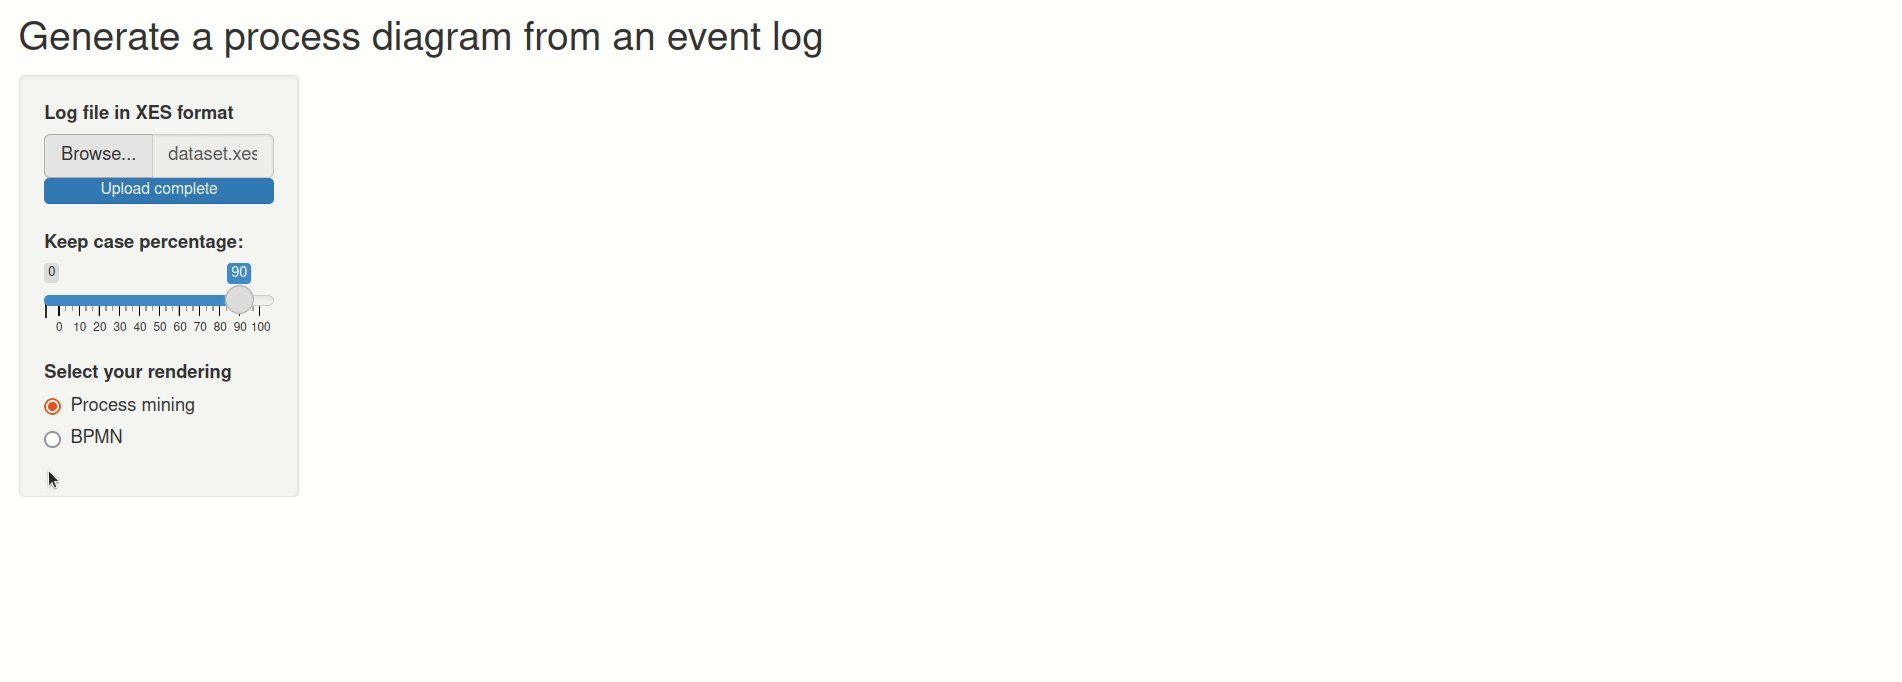 Generate a process diagram from an event log
Log file in XES format
Browse... dataset.xes
Upload complete
Keep case percentage:
0 90
0 10 20 30 40 50 60 70 80 90 100
Select your rendering
Process mining
BPMN